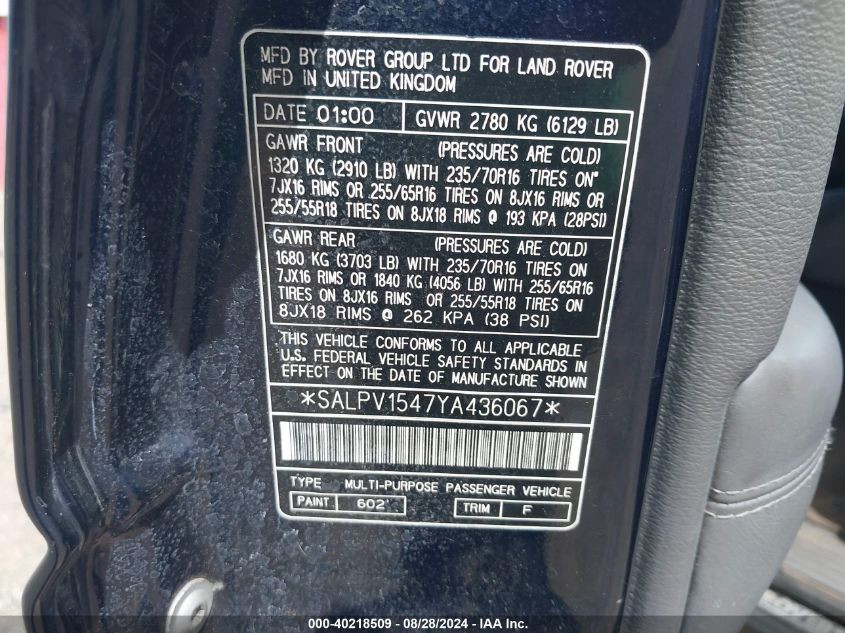 MFD BY ROVER GROUP LTD FOR LAND ROVER
MFD IN UNITED KINGDOM
DATE 01:00 GVWR 2780 KG (6129 LB)
GAWR FRONT (PRESSURES ARE COLD)
1320 KG (2910 LB) WITH 235/70R16 TIRES ON
7JX16 RIMS OR 255/65R16 TIRES ON 8JX16 RIMS OR
255/55R18 TIRES ON 8JX18 RIMS @ 193 KPA (28PSI)
GAWR REAR (PRESSURES ARE COLD)
1680 KG (3703 LB) WITH 235/70R16 TIRES ON
7JX16 RIMS OR 1840 KG (4056 LB) WITH 255/65R16
TIRES ON 8JX16 RIMS OR 255/55R18 TIRES ON
8JX18 RIMS @ 262 KPA (38 PSI)
THIS VEHICLE CONFORMS TO ALL APPLICABLE
U.S. FEDERAL VEHICLE SAFETY STANDARDS IN
EFFECT ON THE DATE OF MANUFACTURE SHOWN
*SALPV1547YA436067*
TYPE MULTI-PURPOSE PASSENGER VEHICLE
PAINT 602 TRIM F
000-40218509 - 08/28/2024 - IAA Inc.